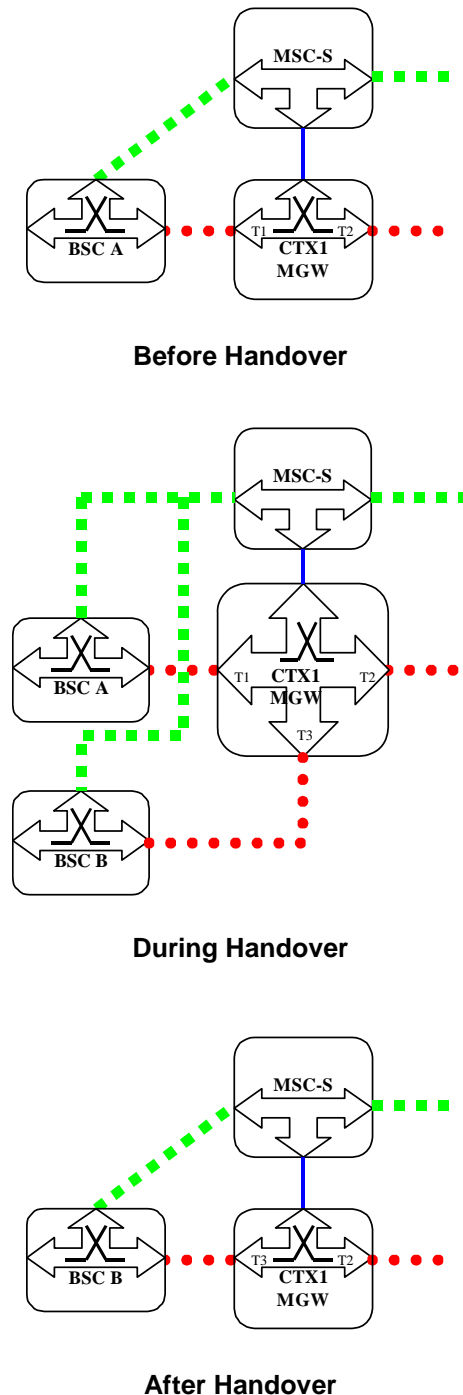 MSC-S
BSC A
T1
T2
CTX1
MGW
Before Handover
MSC-S
BSC A
T1
CTX1
T2
MGW
T3
BSC B
During Handover
MSC-S
BSC B
T3
T2
CTX1
MGW
After Handover